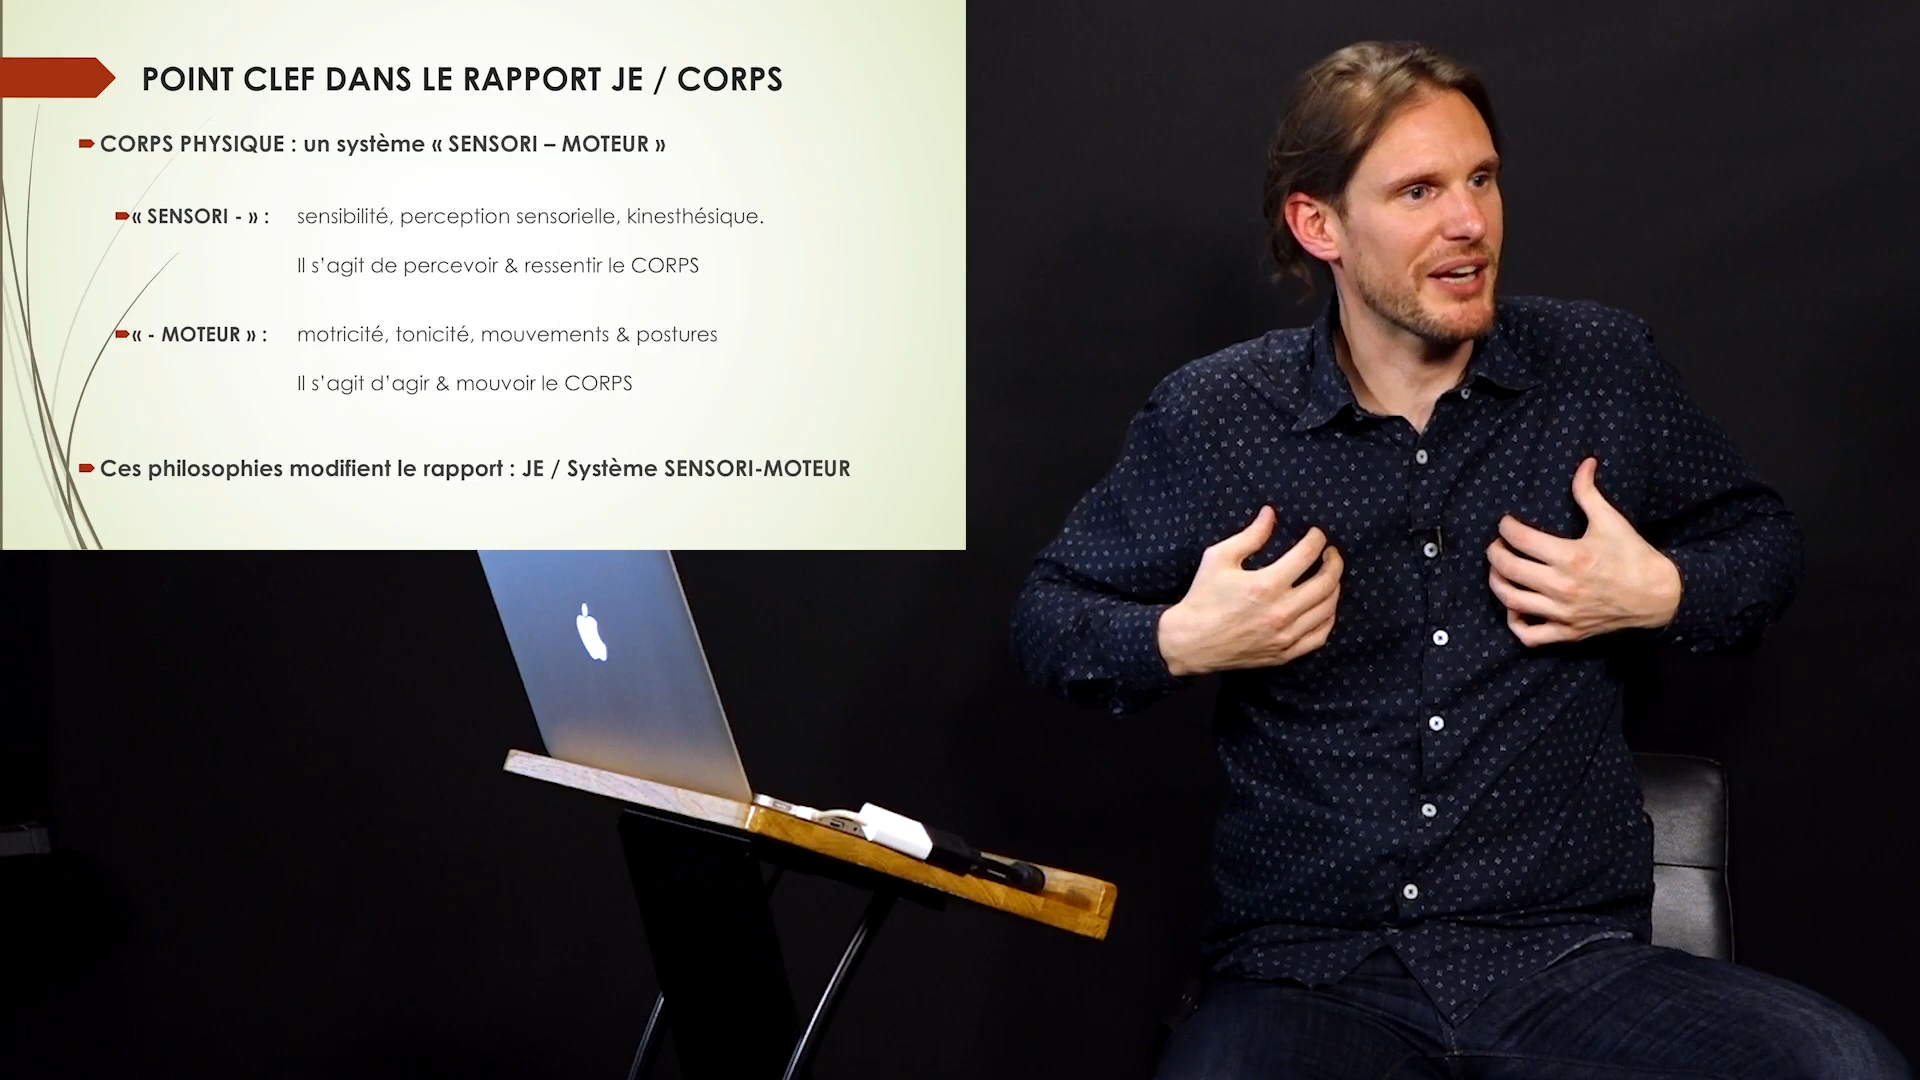 POINT CLEF DANS LE RAPPORT JE / CORPS
CORPS PHYSIQUE : un système « SENSORI – MOTEUR »
« SENSORI - » : sensibilité, perception sensorielle, kinesthésique.
Il s’agit de percevoir & ressentir le CORPS
« - MOTEUR » : motricité, tonicité, mouvements & postures
Il s’agit d’agir & mouvoir le CORPS
Ces philosophies modifient le rapport : JE / Système SENSORI-MOTEUR